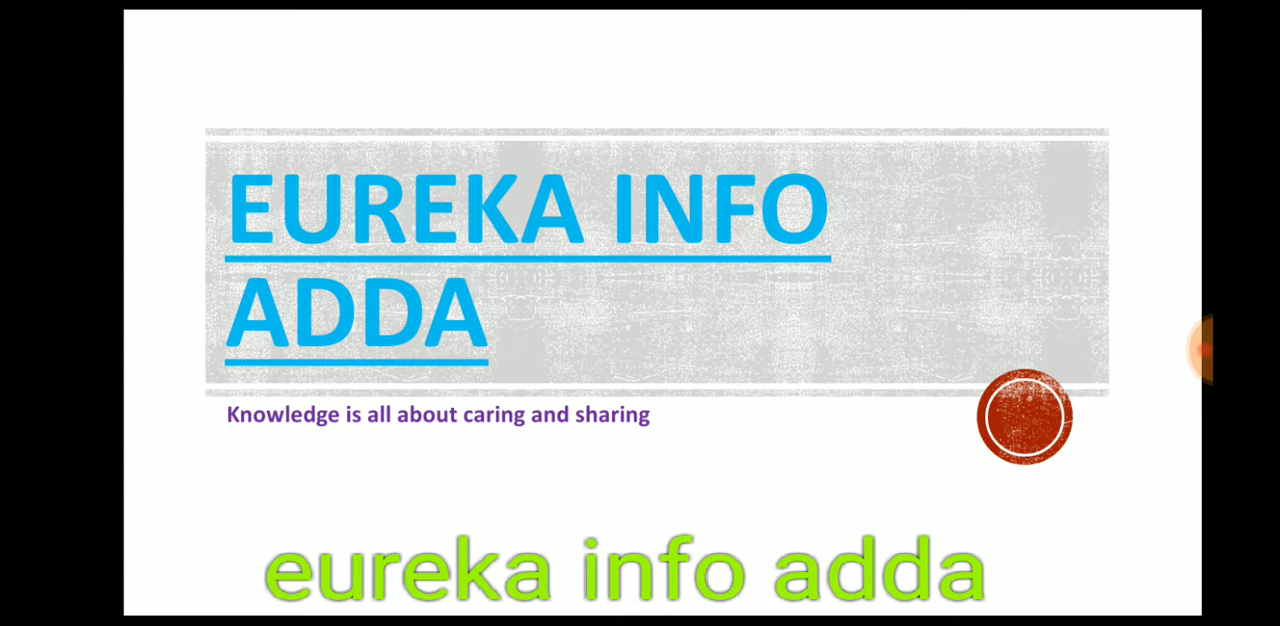 EUREKA INFO
ADDA
Knowledge is all about caring and sharing
eureka info adda